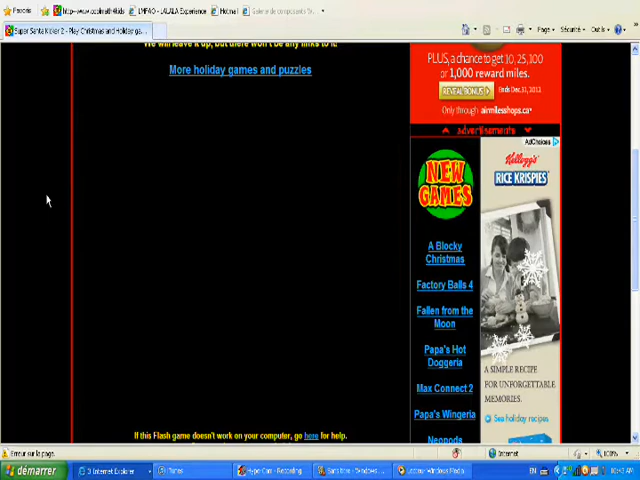 Favoris
LMFAO - LALALA Experience
Hotmail
Super Santa Kicker 2 - Play Christmas and Holiday ga...
Page
Sécurité
Outils
We will leave it up, but there won't be any links to it!
More holiday games and puzzles
PLUS, a chance to get 10, 25, 100
or 1,000 reward miles.
REVEAL BONUS
Ends Dec. 31, 2012
Only through airmilesshops.ca
advertisements
AdChoices
NEW
GAMES
Kellogg's
RICE KRISPIES
A Blocky
Christmas
Factory Balls 4
Fallen from the
Moon
Papa's Hot
Doggeria
Max Connect 2
Papa's Wingeria
Neopods
A SIMPLE RECIPE
FOR UNFORGETTABLE
MEMORIES.
See holiday recipes
If this Flash game doesn't work on your computer, go here for help.
Erreur sur la page.
Internet
100%
démarrer
3 Internet Explorer
iTunes
HyperCam - Recording
Sans titre - Windows ...
Lecteur Windows Media
EN